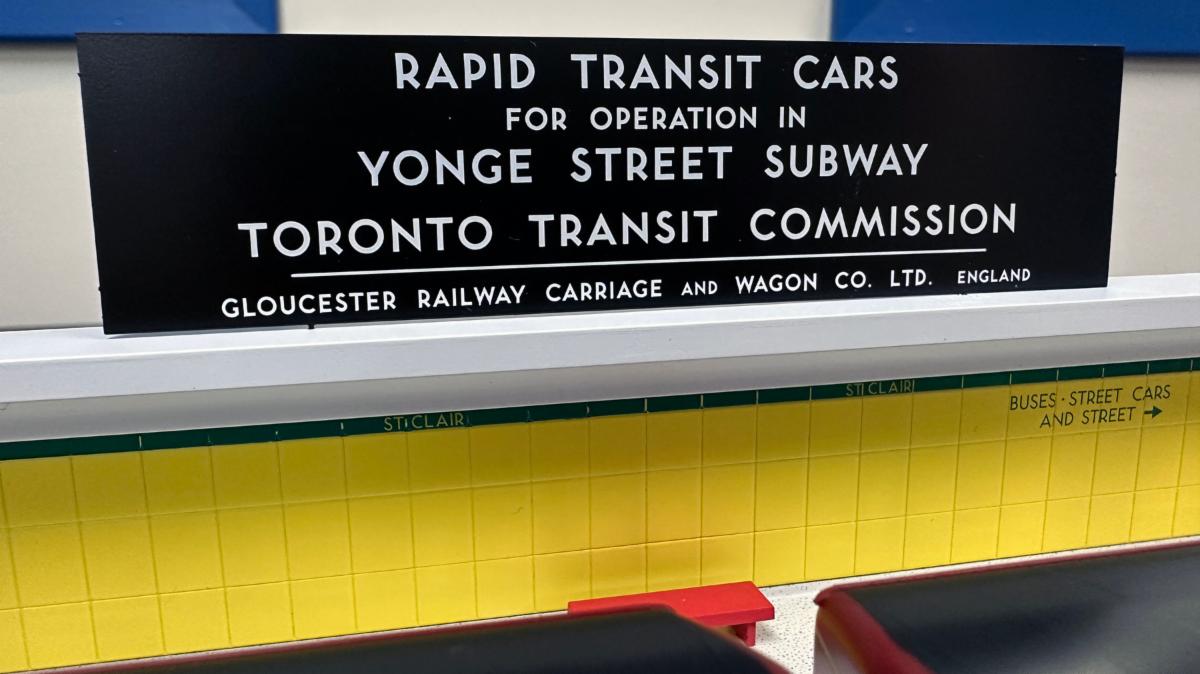 RAPID TRANSIT CARS
FOR OPERATION IN
YONGE STREET SUBWAY
TORONTO TRANSIT COMMISSION
GLOUCESTER RAILWAY CARRIAGE AND WAGON CO. LTD. ENGLAND
ST CLAIR
ST CLAIR
BUSES · STREET CARS
AND STREET →